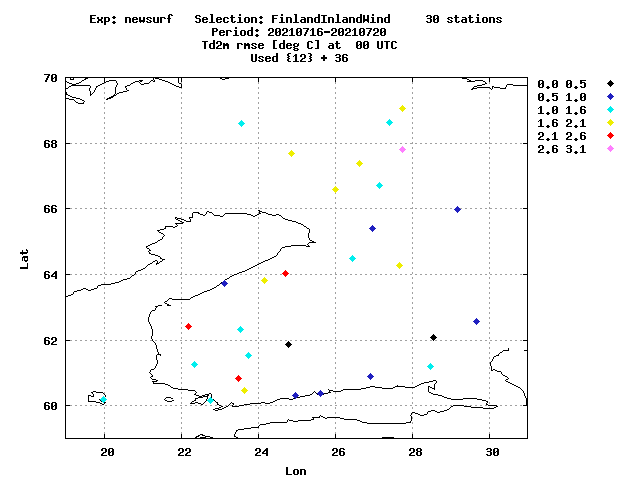 Exp: newsurf   Selection: FinlandInlandWind     30 stations
Period: 20210716-20210720
Td2m rmse [deg C] at  00 UTC
Used {12} + 36
0.0 0.5
0.5 1.0
1.0 1.6
1.6 2.1
2.1 2.6
2.6 3.1
70
68
66
64
62
60
Lat
20 22 24 26 28 30
Lon